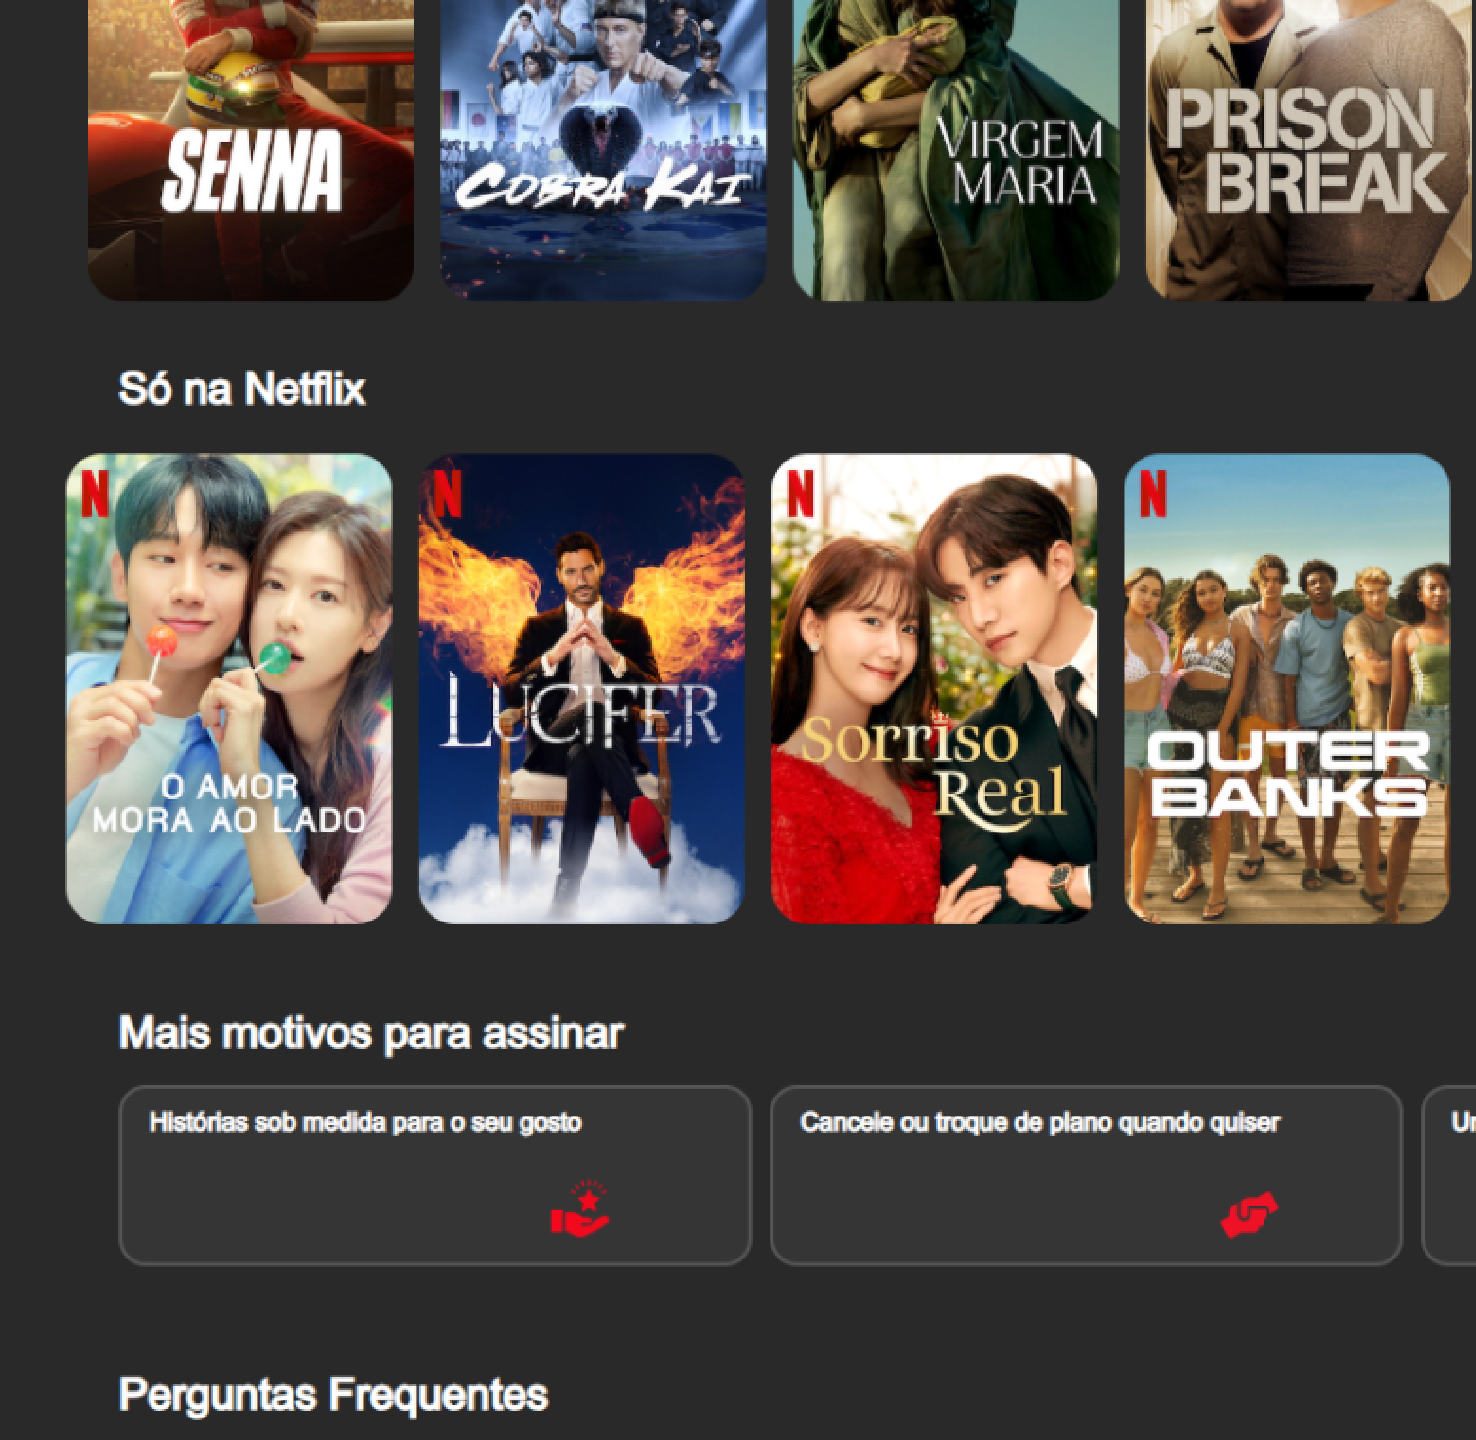 SENNA
COBRA KAI
VIRGEM
MARIA
PRISON
BREAK
Só na Netflix
N
O AMOR
MORA AO LADO
N
LUCIFER
N
Sorriso
Real
N
OUTER
BANKS
Mais motivos para assinar
Histórias sob medida para o seu gosto
Cancele ou troque de plano quando quiser
Perguntas Frequentes